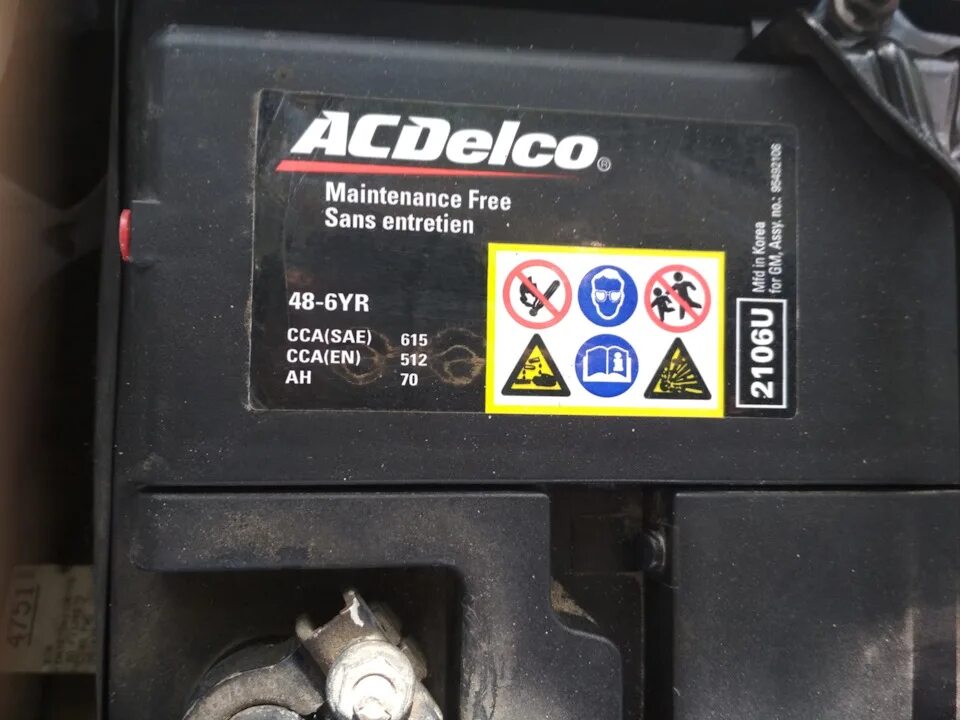 ACDelco®
Maintenance Free
Sans entretien
48-6YR
CCA(SAE) 615
CCA(EN) 512
AH 70
2106U
Mfd in Korea
for GM, Assy. no.: 95492106
4751